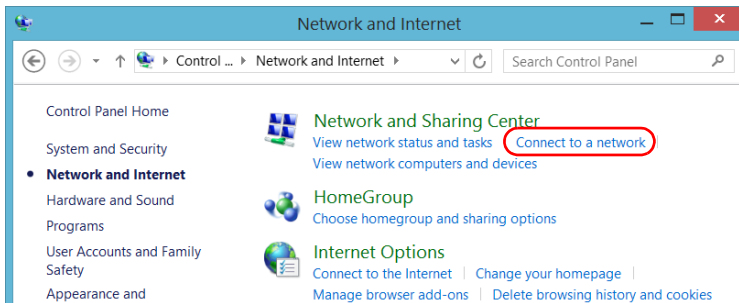 Network and Internet
Control ... Network and Internet
Search Control Panel
Control Panel Home
System and Security
Network and Internet
Hardware and Sound
Programs
User Accounts and Family
Safety
Appearance and
Network and Sharing Center
View network status and tasks Connect to a network
View network computers and devices
HomeGroup
Choose homegroup and sharing options
Internet Options
Connect to the Internet Change your homepage
Manage browser add-ons Delete browsing history and cookies